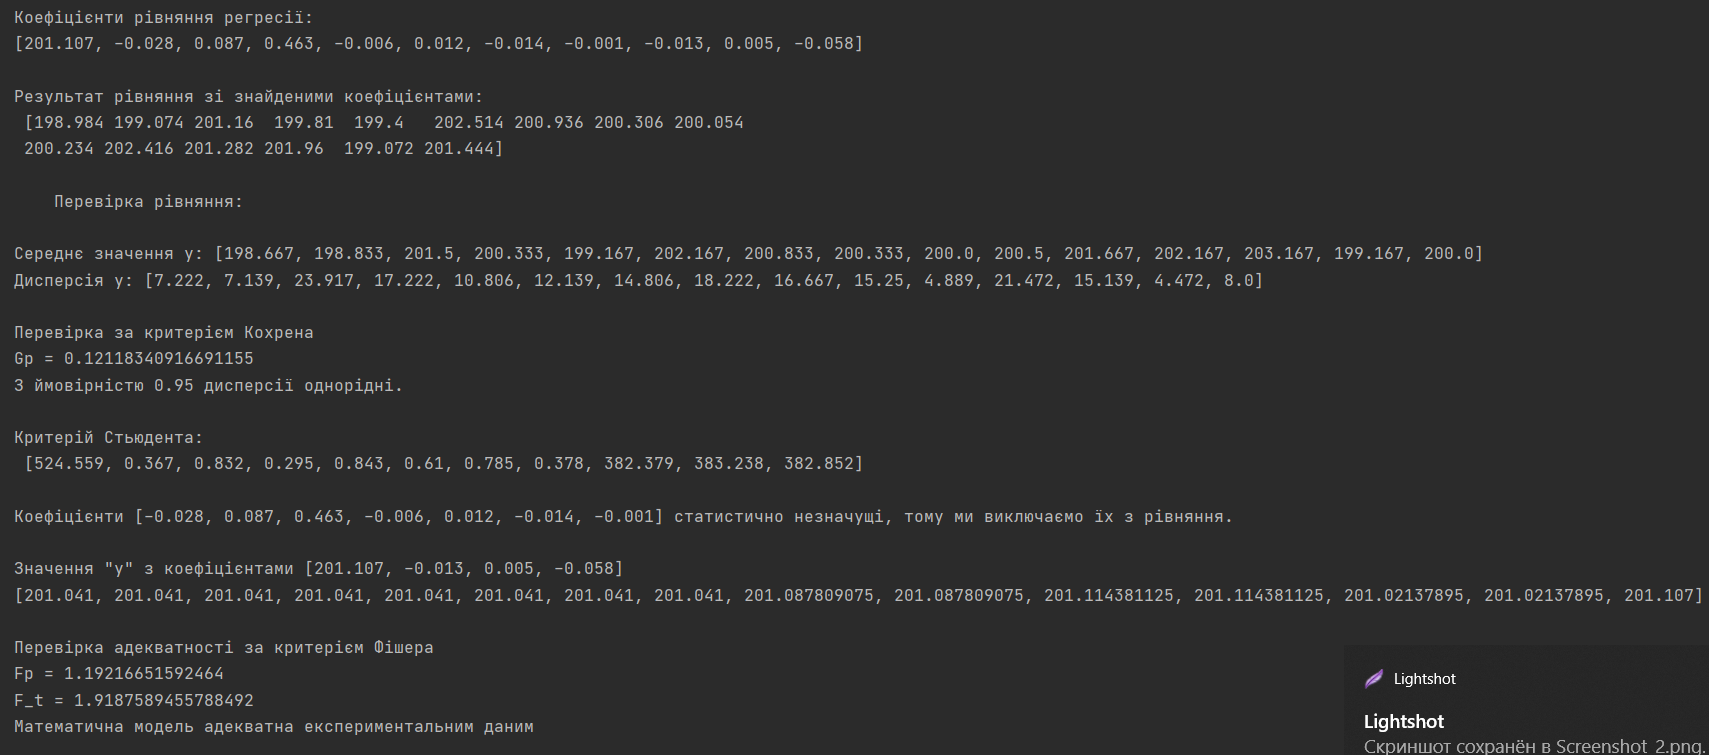 Коефіцієнти рівняння регресії:
[201.107, -0.028, 0.087, 0.463, -0.006, 0.012, -0.014, -0.001, -0.013, 0.005, -0.058]
Результат рівняння зі знайденими коефіцієнтами:
[198.984 199.074 201.16  199.81  199.4   202.514 200.936 200.306 200.054
200.234 202.416 201.282 201.96  199.072 201.444]
Перевірка рівняння:
Середнє значення y: [198.667, 198.833, 201.5, 200.333, 199.167, 202.167, 200.833, 200.333, 200.0, 200.5, 201.667, 202.167, 203.167, 199.167, 200.0]
Дисперсія y: [7.222, 7.139, 23.917, 17.222, 10.806, 12.139, 14.806, 18.222, 16.667, 15.25, 4.889, 21.472, 15.139, 4.472, 8.0]
Перевірка за критерієм Кохрена
Gp = 0.12118340916691155
З ймовірністю 0.95 дисперсії однорідні.
Критерій Стьюдента:
[524.559, 0.367, 0.832, 0.295, 0.843, 0.61, 0.785, 0.378, 382.379, 383.238, 382.852]
Коефіцієнти [-0.028, 0.087, 0.463, -0.006, 0.012, -0.014, -0.001] статистично незначущі, тому ми виключаємо їх з рівняння.
Значення "y" з коефіцієнтами [201.107, -0.013, 0.005, -0.058]
[201.041, 201.041, 201.041, 201.041, 201.041, 201.041, 201.041, 201.041, 201.087809075, 201.087809075, 201.114381125, 201.114381125, 201.02137895, 201.02137895, 201.107]
Перевірка адекватності за критерієм Фішера
Fp = 1.19216651592464
F_t = 1.9187589455788492
Математична модель адекватна експериментальним даним
Lightshot
Lightshot
Скриншот сохранён в Screenshot_2.png.